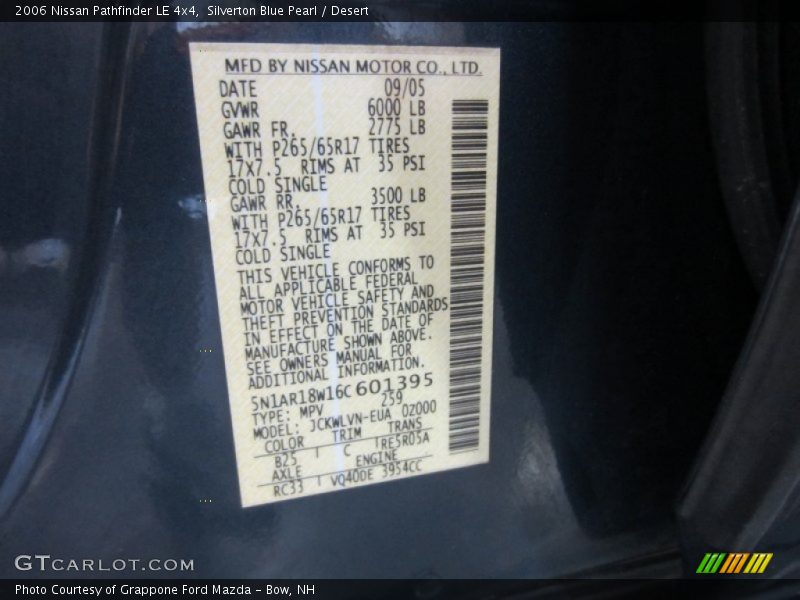 2006 Nissan Pathfinder LE 4x4, Silverton Blue Pearl / Desert
MFD BY NISSAN MOTOR CO., LTD.
DATE 09/05
GVWR 6000 LB
GAWR FR. 2775 LB
WITH P265/65R17 TIRES
17X7.5 RIMS AT 35 PSI
COLD SINGLE
GAWR RR. 3500 LB
WITH P265/65R17 TIRES
17X7.5 RIMS AT 35 PSI
COLD SINGLE
THIS VEHICLE CONFORMS TO
ALL APPLICABLE FEDERAL
MOTOR VEHICLE SAFETY AND
THEFT PREVENTION STANDARDS
IN EFFECT ON THE DATE OF
MANUFACTURE SHOWN ABOVE.
SEE OWNERS MANUAL FOR
ADDITIONAL INFORMATION.
5N1AR18W16C601395
TYPE: MPV 259
MODEL: JCKWLVN-EUA 0Z000
COLOR TRIM TRANS
B25 C RE5R05A
AXLE ENGINE
RC33 VQ40DE 3954CC
GTCARLOT.COM
Photo Courtesy of Grappone Ford Mazda - Bow, NH